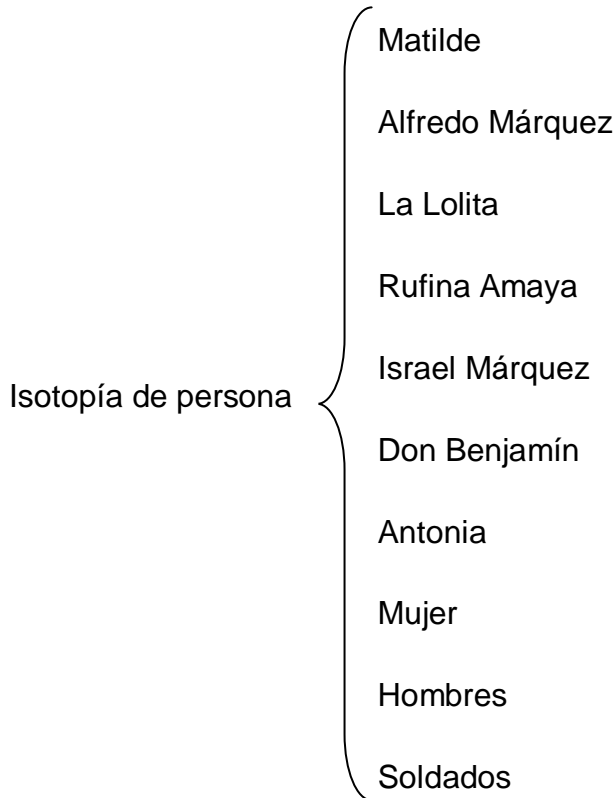 Matilde
Alfredo Márquez
La Lolita
Rufina Amaya
Israel Márquez
Isotopía de persona
Don Benjamín
Antonia
Mujer
Hombres
Soldados